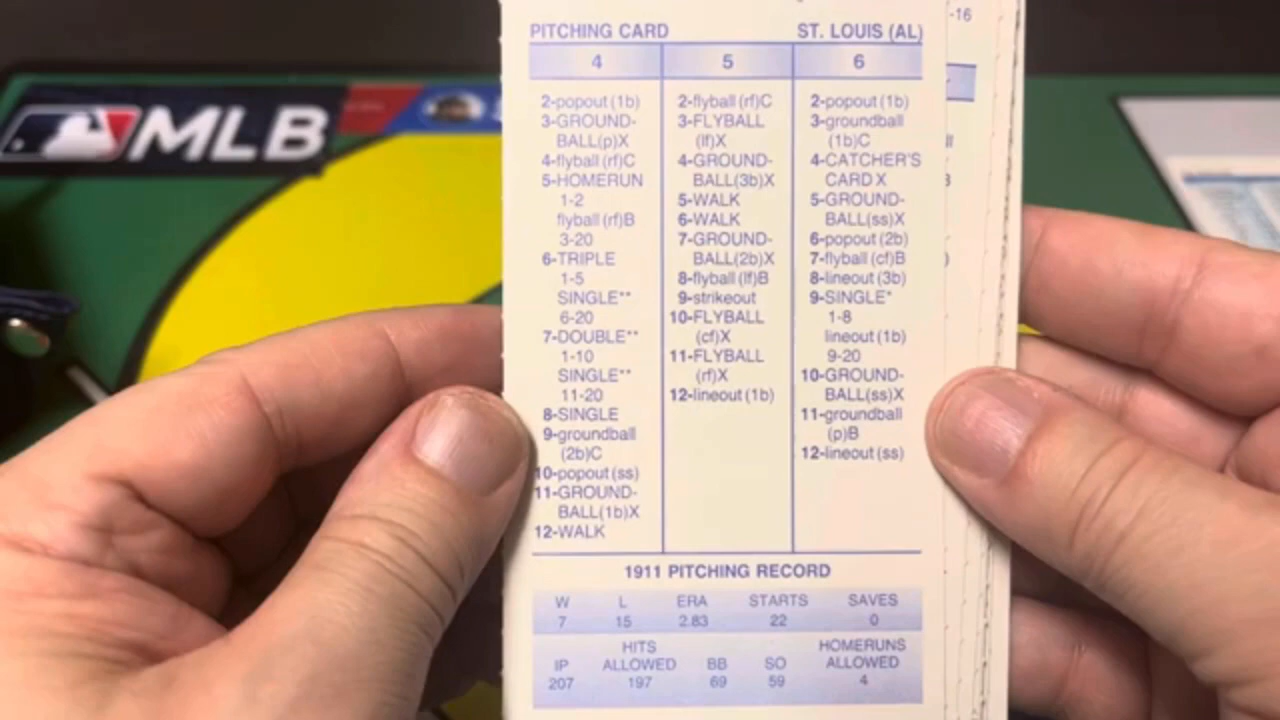 PITCHING CARD ST. LOUIS (AL)
4 5 6
2-popout (1b)
3-GROUND-
BALL(p)X
4-flyball (rf)C
5-HOMERUN
1-2
flyball (rf)B
3-20
6-TRIPLE
1-5
SINGLE**
6-20
7-DOUBLE**
1-10
SINGLE**
11-20
8-SINGLE
9-groundball
(2b)C
10-popout (ss)
11-GROUND-
BALL(1b)X
12-WALK
2-flyball (rf)C
3-FLYBALL
(lf)X
4-GROUND-
BALL(3b)X
5-WALK
6-WALK
7-GROUND-
BALL(2b)X
8-flyball (lf)B
9-strikeout
10-FLYBALL
(cf)X
11-FLYBALL
(rf)X
12-lineout (1b)
2-popout (1b)
3-groundball
(1b)C
4-CATCHER'S
CARD X
5-GROUND-
BALL(ss)X
6-popout (2b)
7-flyball (cf)B
8-lineout (3b)
9-SINGLE*
1-8
lineout (1b)
9-20
10-GROUND-
BALL(ss)X
11-groundball
(p)B
12-lineout (ss)
1911 PITCHING RECORD
W L ERA STARTS SAVES
7 15 2.83 22 0
HITS HOMERUNS
IP ALLOWED BB SO ALLOWED
207 197 69 59 4
MLB
-16